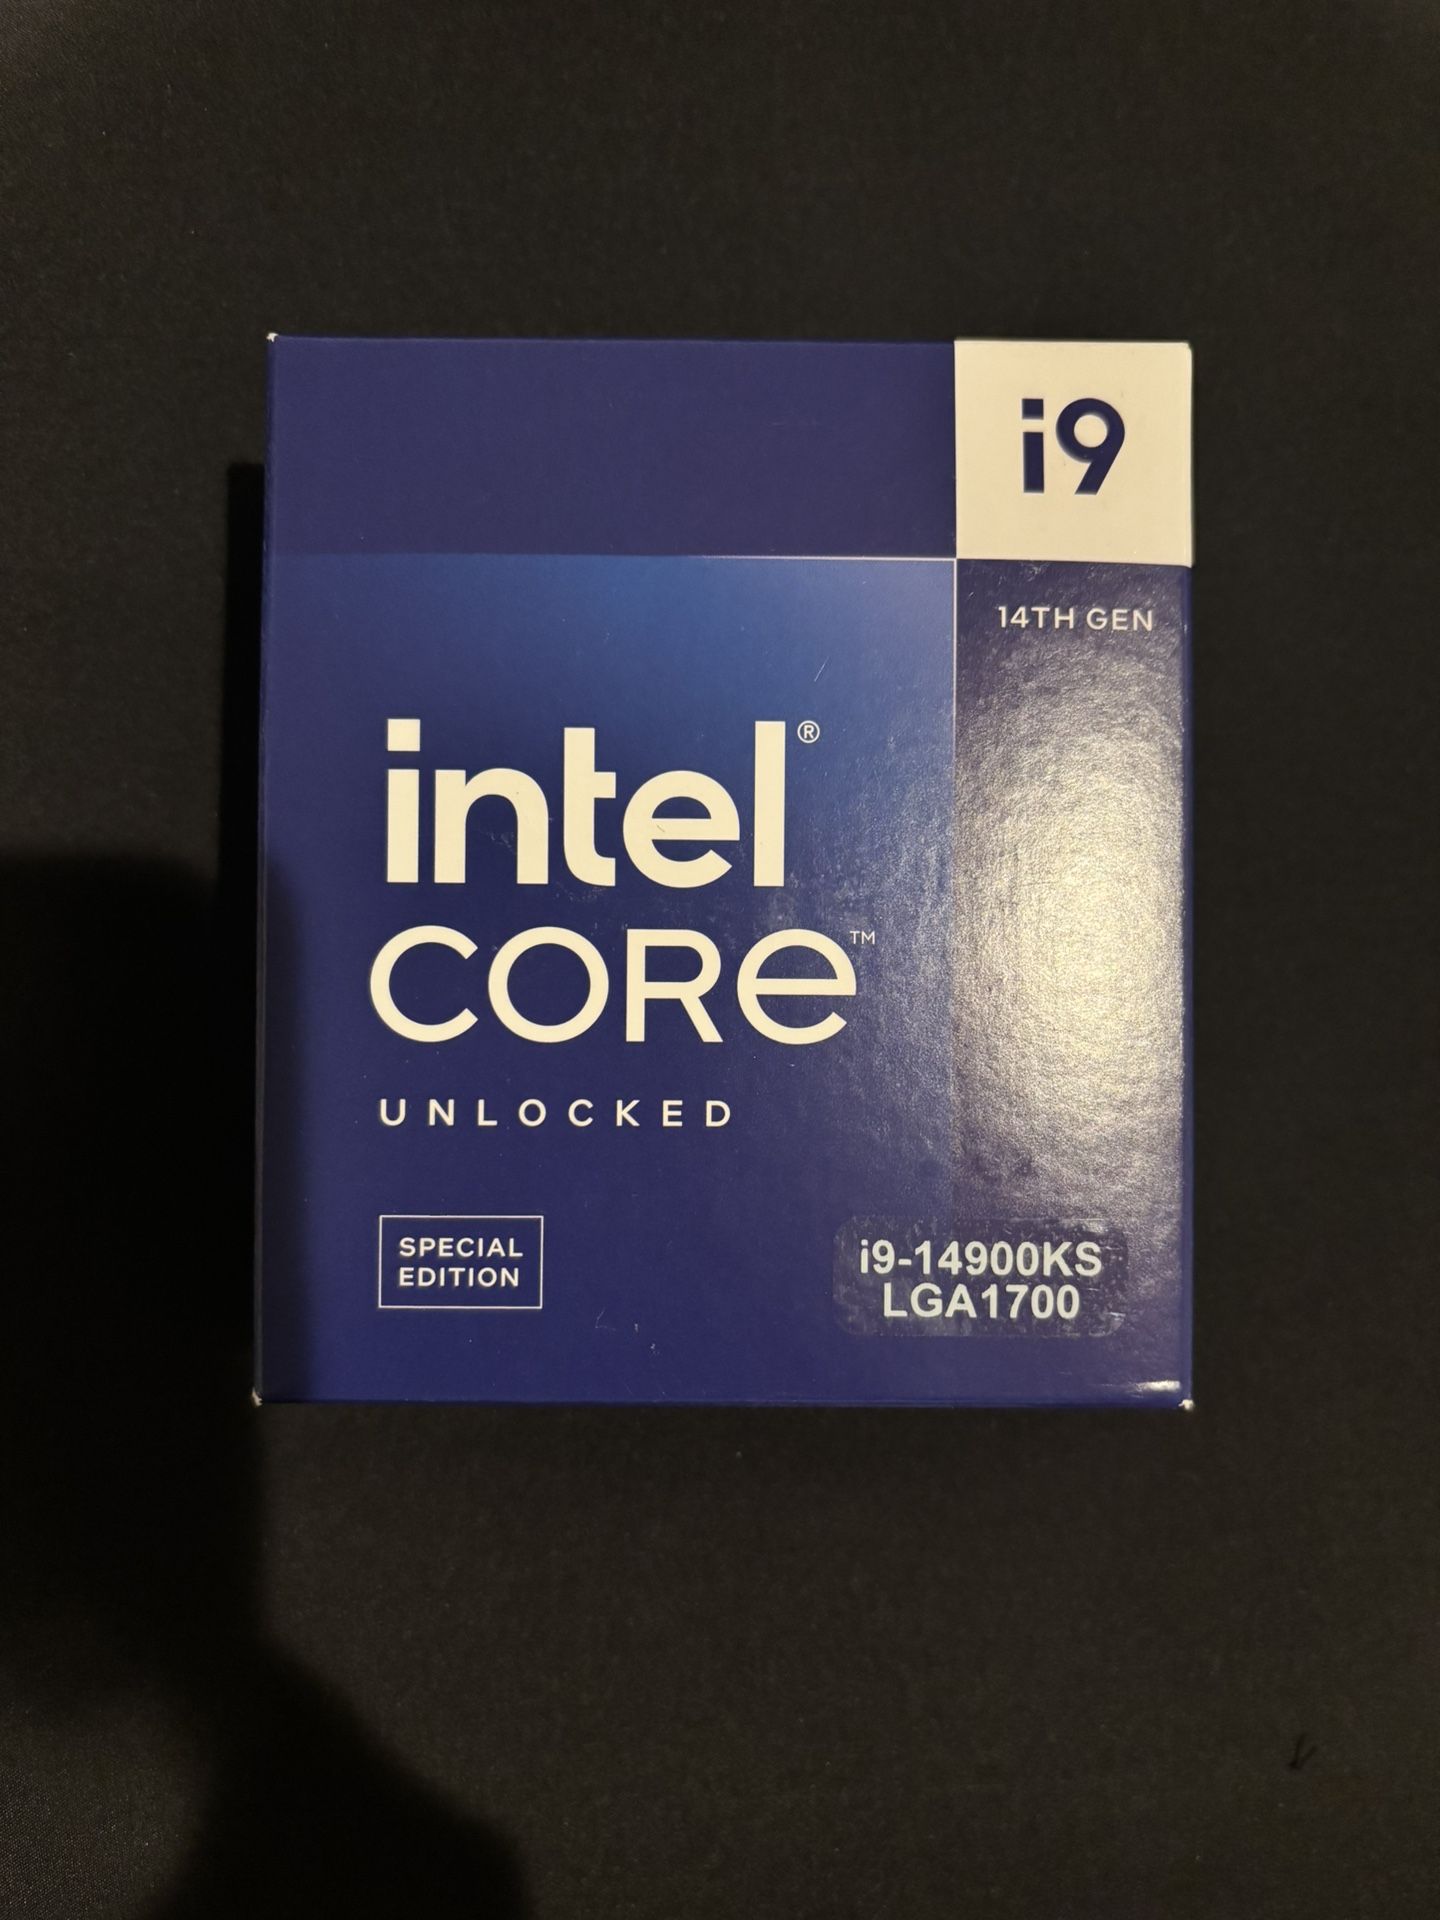 i9
14TH GEN
intel®
CORe™
UNLOCKED
SPECIAL
EDITION
i9-14900KS
LGA1700